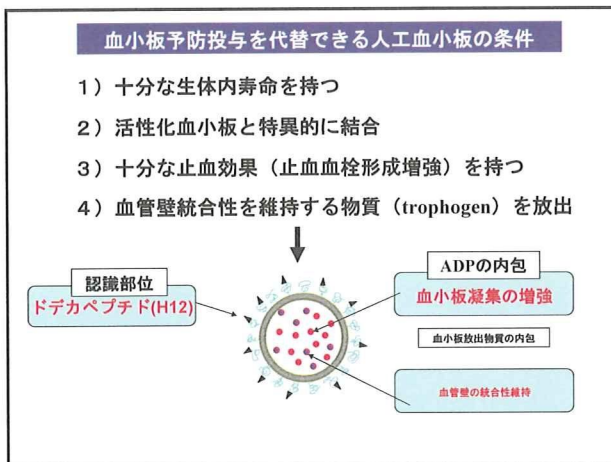 血小板予防投与を代替できる人工血小板の条件
1）十分な生体内寿命を持つ
2）活性化血小板と特異的に結合
3）十分な止血効果（止血血栓形成増強）を持つ
4）血管壁統合性を維持する物質（trophogen）を放出
認識部位
ドデカペプチド(H12)
ADPの内包
血小板凝集の増強
血小板放出物質の内包
血管壁の統合性維持